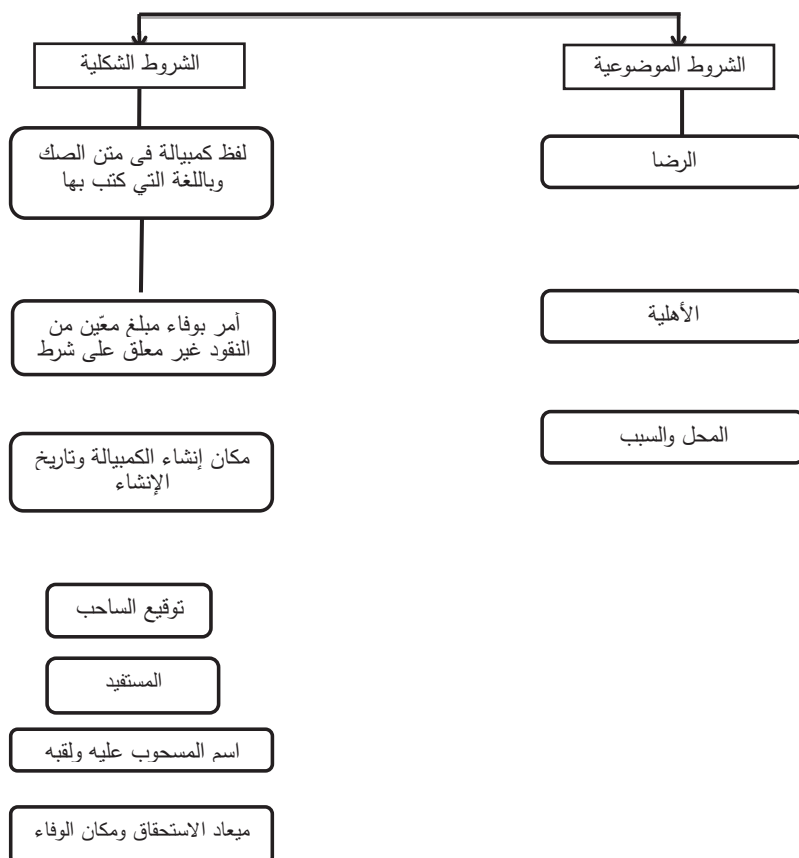 الشروط الموضوعية
الرضا
الأهلية
المحل والسبب
الشروط الشكلية
لفظ كمبيالة فى متن الصك
وباللغة التي كتب بها
أمر بوفاء مبلغ معّين من
النقود غير معلق على شرط
مكان إنشاء الكمبيالة وتاريخ
الإنشاء
توقيع الساحب
المستفيد
اسم المسحوب عليه ولقبه
ميعاد الاستحقاق ومكان الوفاء